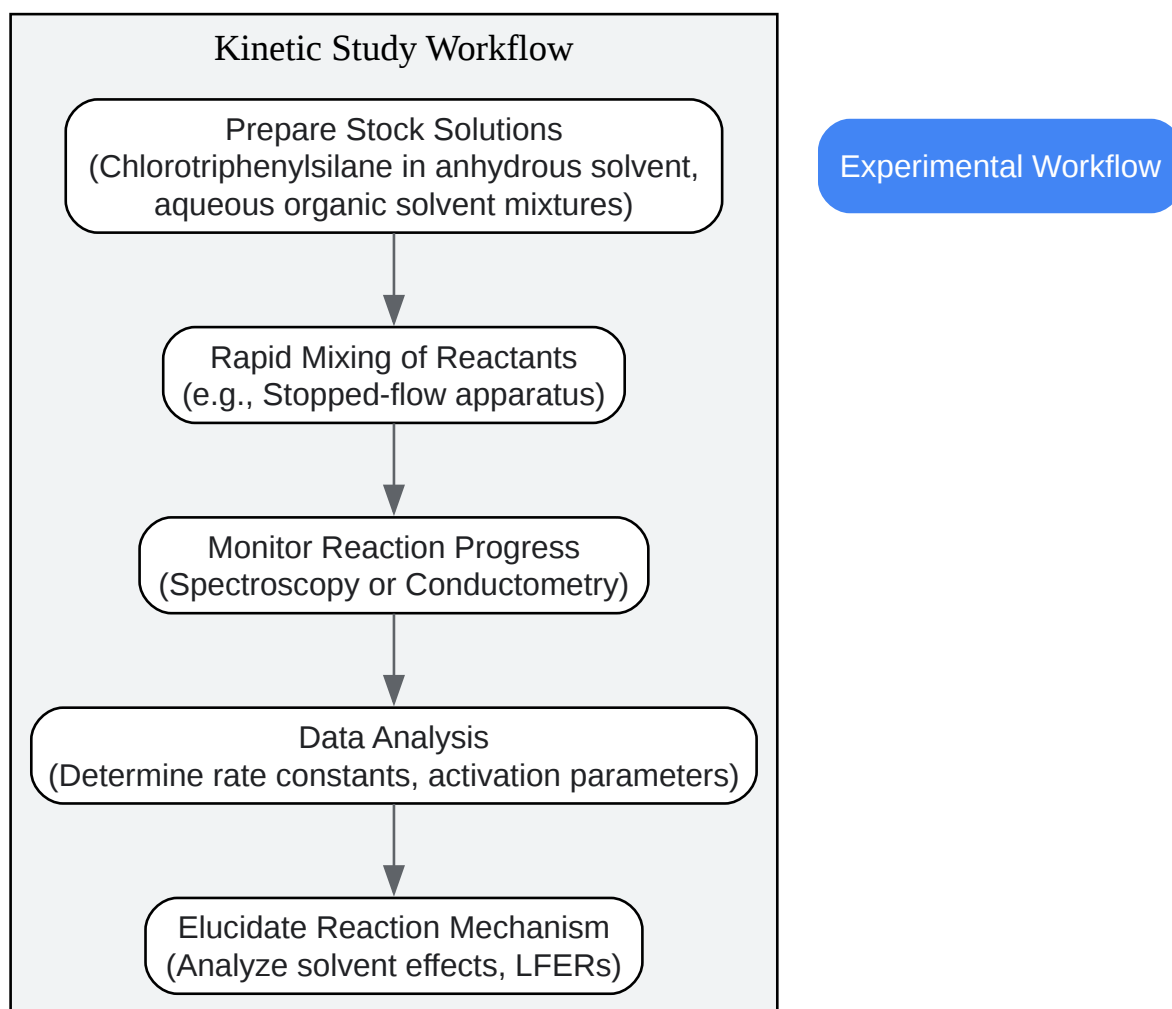 Kinetic Study Workflow
Prepare Stock Solutions
(Chlorotriphenylsilane in anhydrous solvent,
aqueous organic solvent mixtures)
Experimental Workflow
Rapid Mixing of Reactants
(e.g., Stopped-flow apparatus)
Monitor Reaction Progress
(Spectroscopy or Conductometry)
Data Analysis
(Determine rate constants, activation parameters)
Elucidate Reaction Mechanism
(Analyze solvent effects, LFERs)